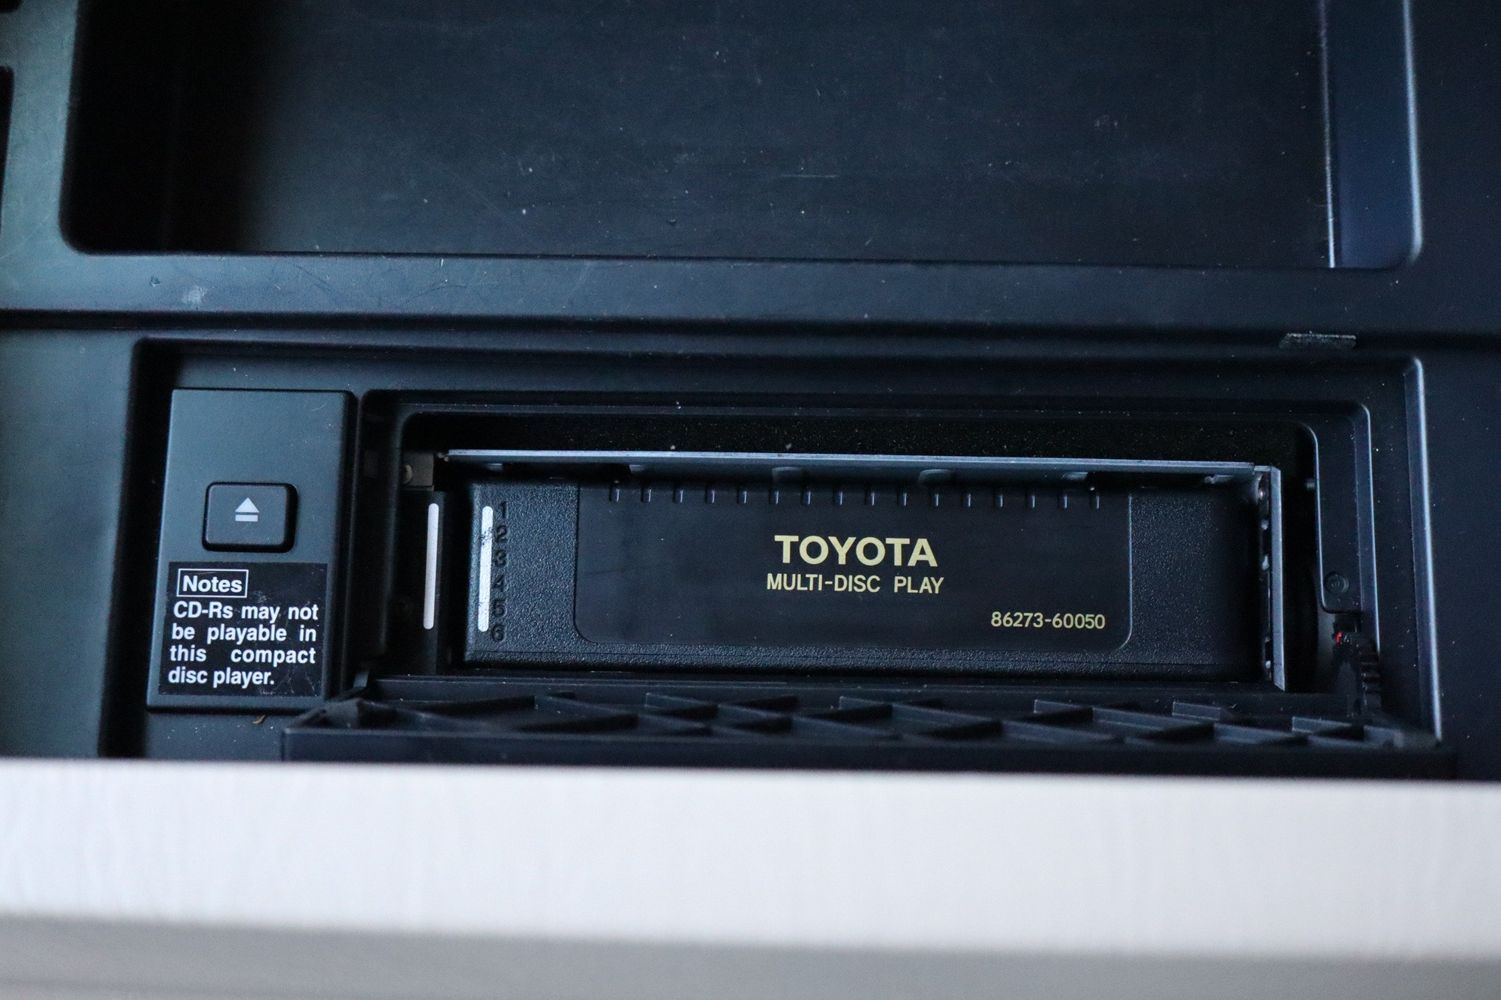 Notes
CD-Rs may not
be playable in
this compact
disc player.
1
2
3
4
5
6
TOYOTA
MULTI-DISC PLAY
86273-60050